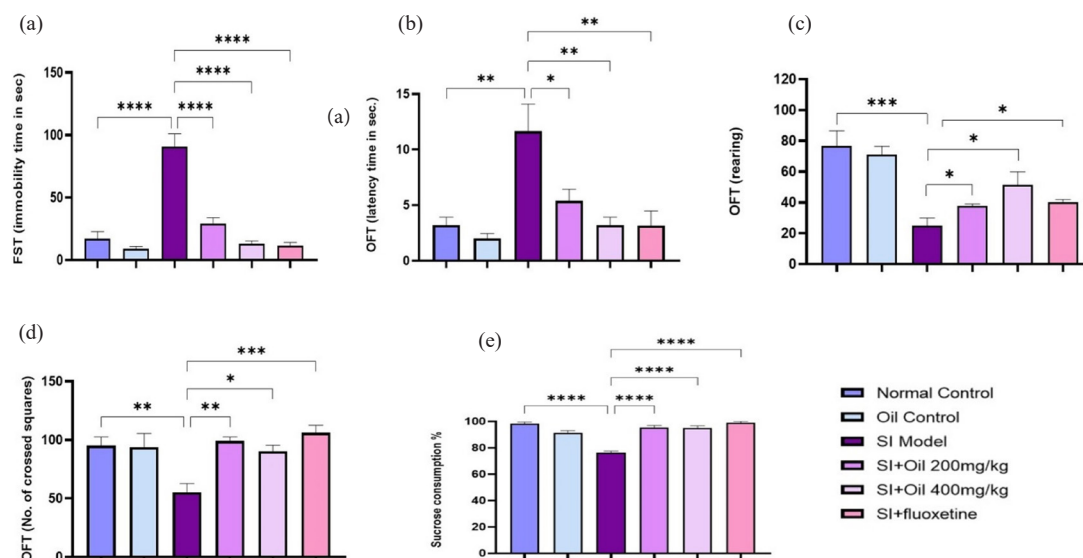 (a)
FST (immobility time in sec)
150
100
50
0
****
****
****
****
(a)
(b)
OFT (latency time in sec.)
15
10
5
0
**
**
**
*
(c)
OFT (rearing)
120
100
80
60
40
20
0
***
*
*
*
(d)
OFT (No. of crossed squares)
150
100
50
0
***
*
**
**
(e)
Sucrose consumption %
100
80
60
40
20
0
****
****
****
****
Normal Control
Oil Control
SI Model
SI+Oil 200mg/kg
SI+Oil 400mg/kg
SI+fluoxetine